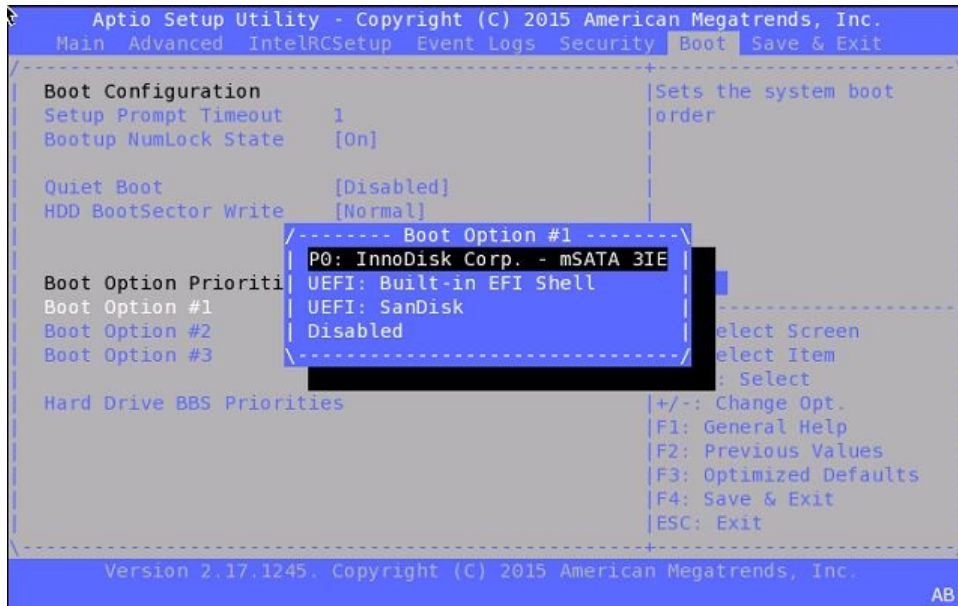 Aptio Setup Utility - Copyright (C) 2015 American Megatrends, Inc.
Main Advanced IntelRCSetup Event Logs Security Boot Save & Exit
Boot Configuration
Setup Prompt Timeout 1
Bootup NumLock State [On]
Quiet Boot [Disabled]
HDD BootSector Write [Normal]
Boot Option Prioriti
Boot Option #1
Boot Option #2
Boot Option #3
Hard Drive BBS Priorities
Boot Option #1
P0: InnoDisk Corp. - mSATA 3IE
UEFI: Built-in EFI Shell
UEFI: SanDisk
Disabled
Sets the system boot
order
elect Screen
elect Item
: Select
+/-: Change Opt.
F1: General Help
F2: Previous Values
F3: Optimized Defaults
F4: Save & Exit
ESC: Exit
Version 2.17.1245. Copyright (C) 2015 American Megatrends, Inc.
AB